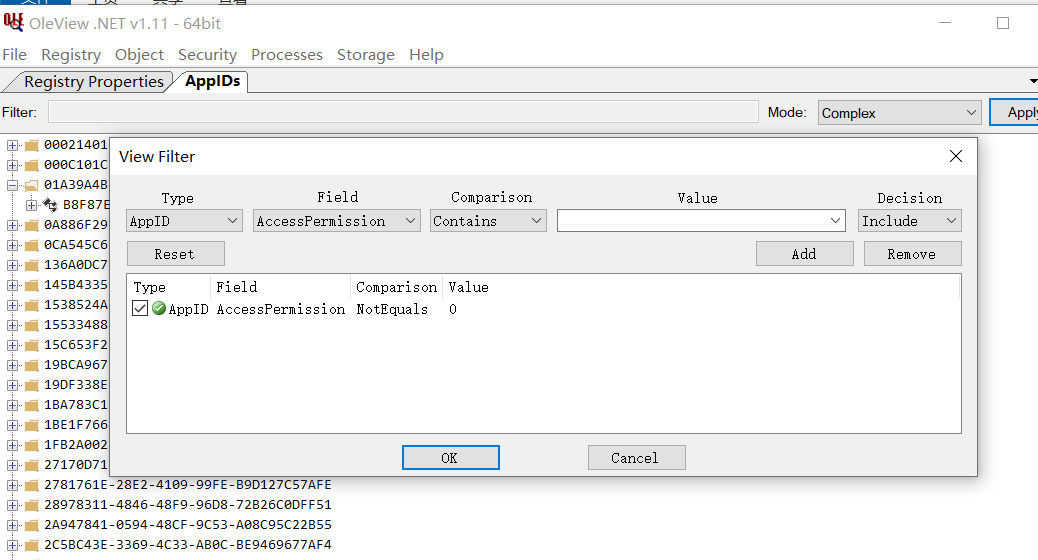 OleView .NET v1.11 - 64bit
File Registry Object Security Processes Storage Help
Registry Properties AppIDs
Filter: Mode: Complex Apply
00021401
000C101C
01A39A4B
B8F87E
0A886F29
0CA545C6
136A0DC7
145B4335
1538524A
15533488
15C653F2
19BCA967
19DF338E
1BA783C1
1BE1F766
1FB2A002
27170D71
2781761E-28E2-4109-99FE-B9D127C57AFE
28978311-4846-48F9-96D8-72B26C0DFF51
2A947841-0594-48CF-9C53-A08C95C22B55
2C5BC43E-3369-4C33-AB0C-BE9469677AF4
View Filter
Type Field Comparison Value Decision
AppID AccessPermission Contains Include
Reset Add Remove
Type Field Comparison Value
AppID AccessPermission NotEquals 0
OK Cancel